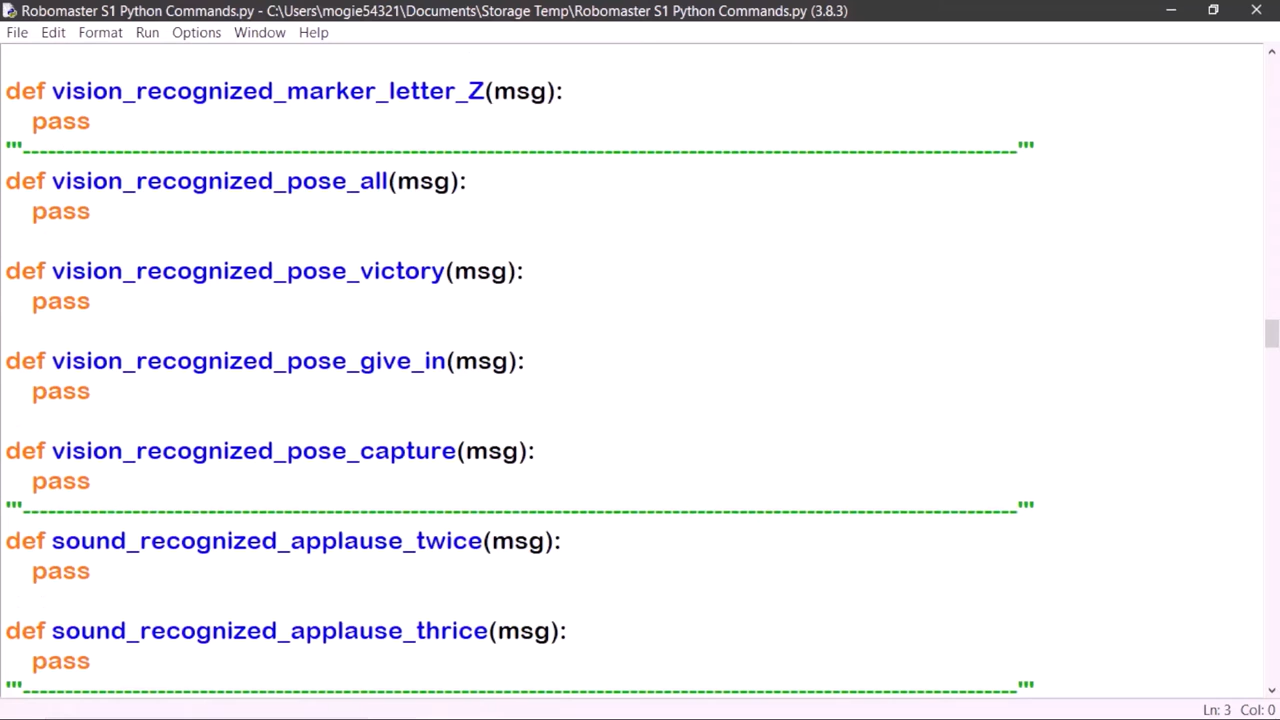 Robomaster S1 Python Commands.py - C:\Users\mogie54321\Documents\Storage Temp\Robomaster S1 Python Commands.py (3.8.3)
File Edit Format Run Options Window Help
def vision_recognized_marker_letter_Z(msg):
    pass
'''------------------------------------------------------------------------------------------------------------------------'''
def vision_recognized_pose_all(msg):
    pass
def vision_recognized_pose_victory(msg):
    pass
def vision_recognized_pose_give_in(msg):
    pass
def vision_recognized_pose_capture(msg):
    pass
'''------------------------------------------------------------------------------------------------------------------------'''
def sound_recognized_applause_twice(msg):
    pass
def sound_recognized_applause_thrice(msg):
    pass
'''------------------------------------------------------------------------------------------------------------------------'''
Ln: 3 Col: 0